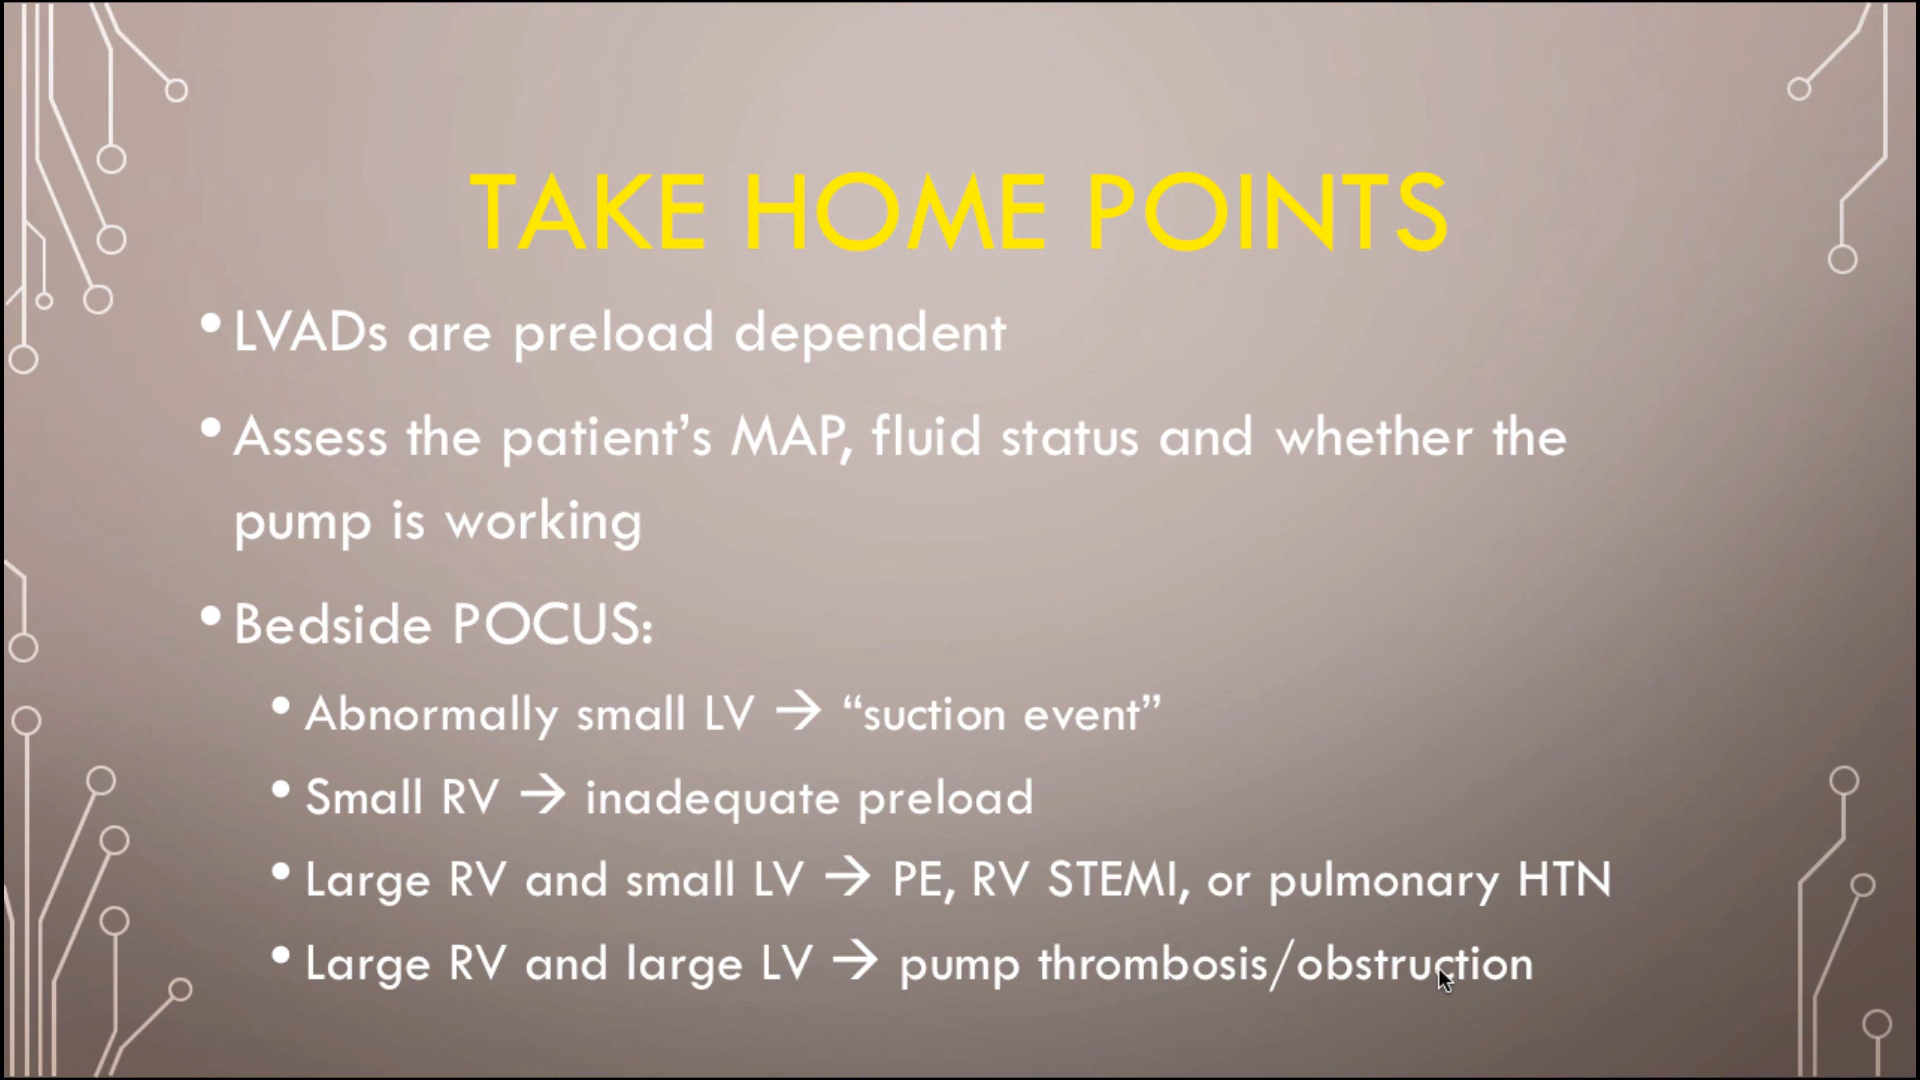 TAKE HOME POINTS
• LVADs are preload dependent
• Assess the patient’s MAP, fluid status and whether the
pump is working
• Bedside POCUS:
• Abnormally small LV → “suction event”
• Small RV → inadequate preload
• Large RV and small LV → PE, RV STEMI, or pulmonary HTN
• Large RV and large LV → pump thrombosis/obstruction